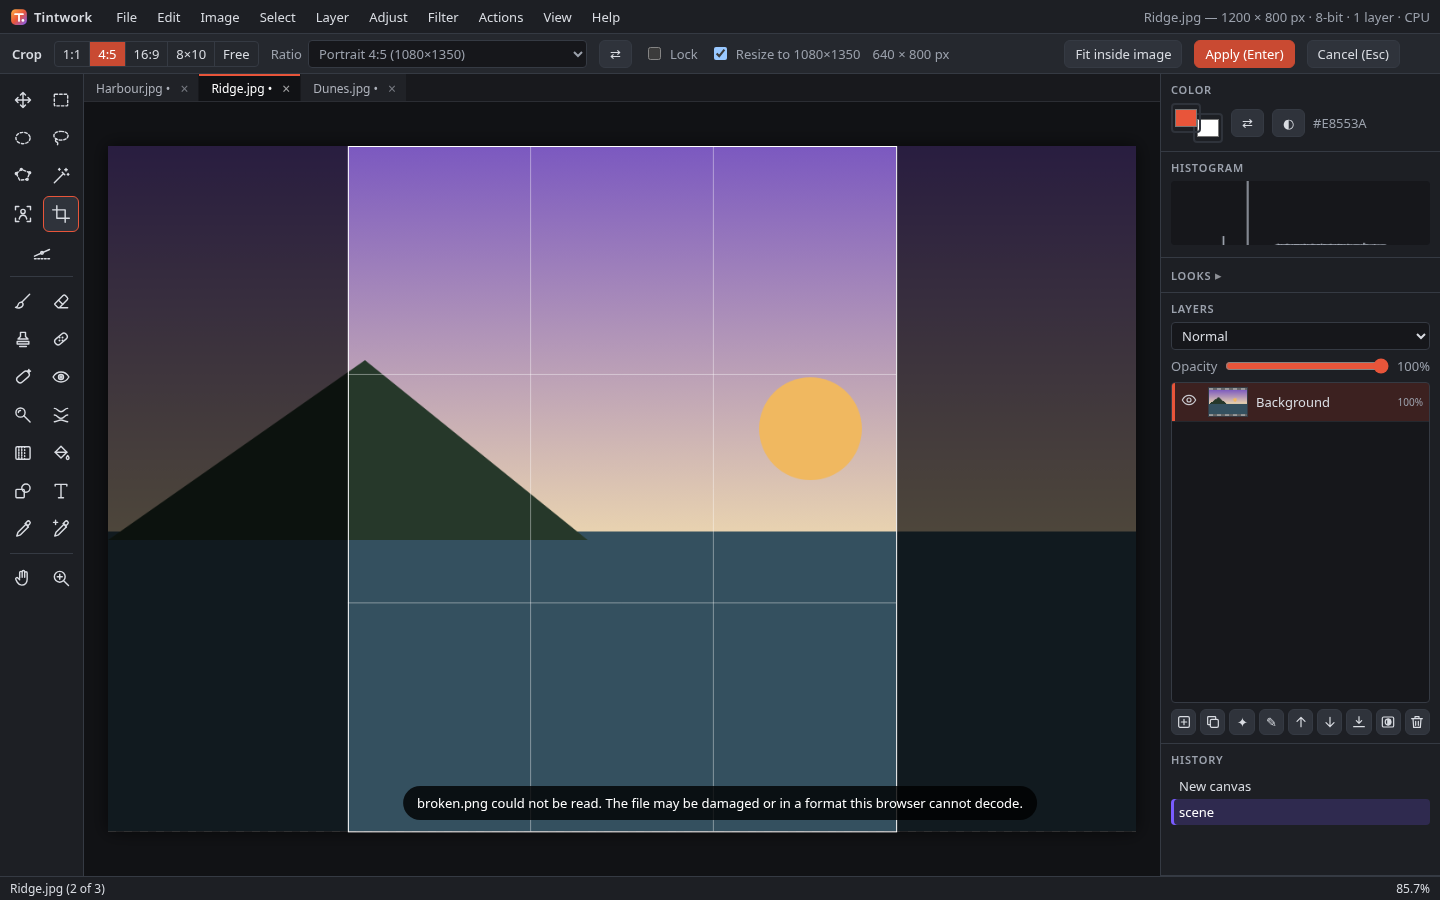 Tintwork File Edit Image Select Layer Adjust Filter Actions View Help Ridge.jpg — 1200 × 800 px · 8-bit · 1 layer · CPU
Crop 1:1 4:5 16:9 8×10 Free Ratio Portrait 4:5 (1080×1350) ⇄ Lock Resize to 1080×1350 640 × 800 px Fit inside image Apply (Enter) Cancel (Esc)
Harbour.jpg • × Ridge.jpg • × Dunes.jpg • ×
COLOR
#E8553A
HISTOGRAM
LOOKS ▸
LAYERS
Normal
Opacity 100%
Background 100%
broken.png could not be read. The file may be damaged or in a format this browser cannot decode.
HISTORY
New canvas
scene
Ridge.jpg (2 of 3) 85.7%